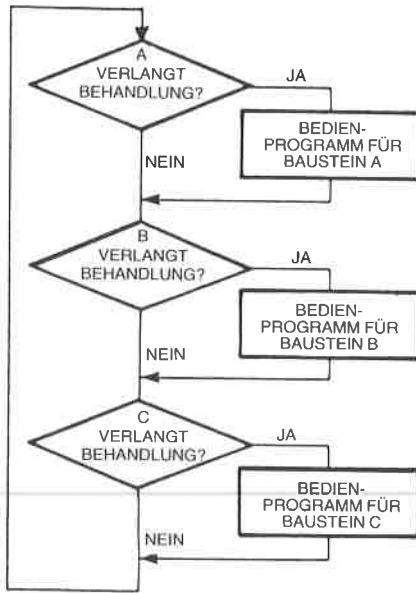 A
VERLANGT
BEHANDLUNG?
JA
BEDIEN-
PROGRAMM FÜR
BAUSTEIN A
NEIN
B
VERLANGT
BEHANDLUNG?
JA
BEDIEN-
PROGRAMM FÜR
BAUSTEIN B
NEIN
C
VERLANGT
BEHANDLUNG?
JA
BEDIEN-
PROGRAMM FÜR
BAUSTEIN C
NEIN